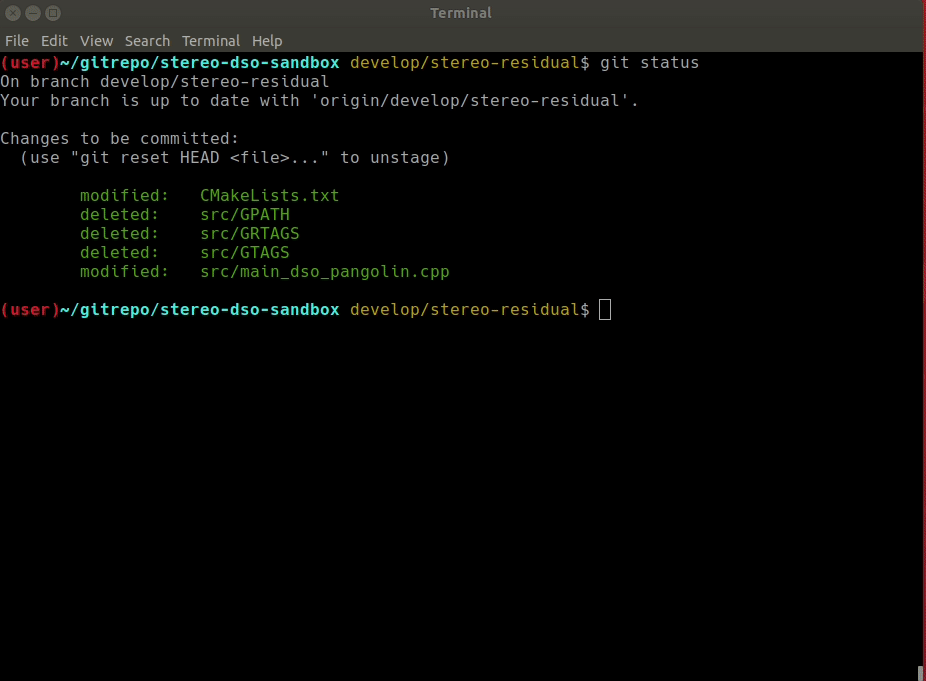 Terminal
File Edit View Search Terminal Help
(user)~/gitrepo/stereo-dso-sandbox develop/stereo-residual$ git status
On branch develop/stereo-residual
Your branch is up to date with 'origin/develop/stereo-residual'.
Changes to be committed:
(use "git reset HEAD <file>..." to unstage)
modified: CMakeLists.txt
deleted: src/GPATH
deleted: src/GRTAGS
deleted: src/GTAGS
modified: src/main_dso_pangolin.cpp
(user)~/gitrepo/stereo-dso-sandbox develop/stereo-residual$